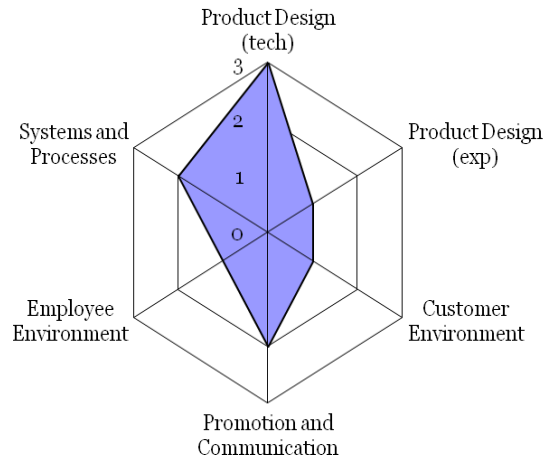 Product Design
(tech)
3
Systems and
Processes
2
Product Design
(exp)
1
0
Employee
Environment
Customer
Environment
Promotion and
Communication